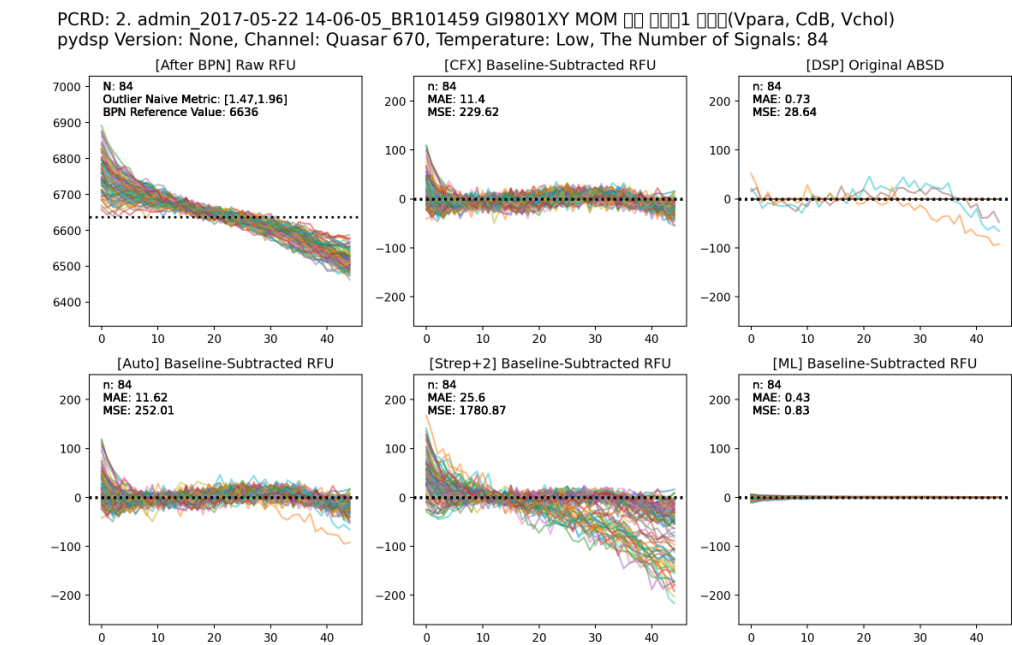 PCRD: 2. admin_2017-05-22 14-06-05_BR101459 GI9801XY MOM □□ □□□1 □□□(Vpara, CdB, Vchol)
pydsp Version: None, Channel: Quasar 670, Temperature: Low, The Number of Signals: 84
[After BPN] Raw RFU
N: 84
Outlier Naive Metric: [1.47,1.96]
BPN Reference Value: 6636
7000
6900
6800
6700
6600
6500
6400
0 10 20 30 40
[CFX] Baseline-Subtracted RFU
n: 84
MAE: 11.4
MSE: 229.62
200
100
0
−100
−200
0 10 20 30 40
[DSP] Original ABSD
n: 84
MAE: 0.73
MSE: 28.64
200
100
0
−100
−200
0 10 20 30 40
[Auto] Baseline-Subtracted RFU
n: 84
MAE: 11.62
MSE: 252.01
200
100
0
−100
−200
0 10 20 30 40
[Strep+2] Baseline-Subtracted RFU
n: 84
MAE: 25.6
MSE: 1780.87
200
100
0
−100
−200
0 10 20 30 40
[ML] Baseline-Subtracted RFU
n: 84
MAE: 0.43
MSE: 0.83
200
100
0
−100
−200
0 10 20 30 40